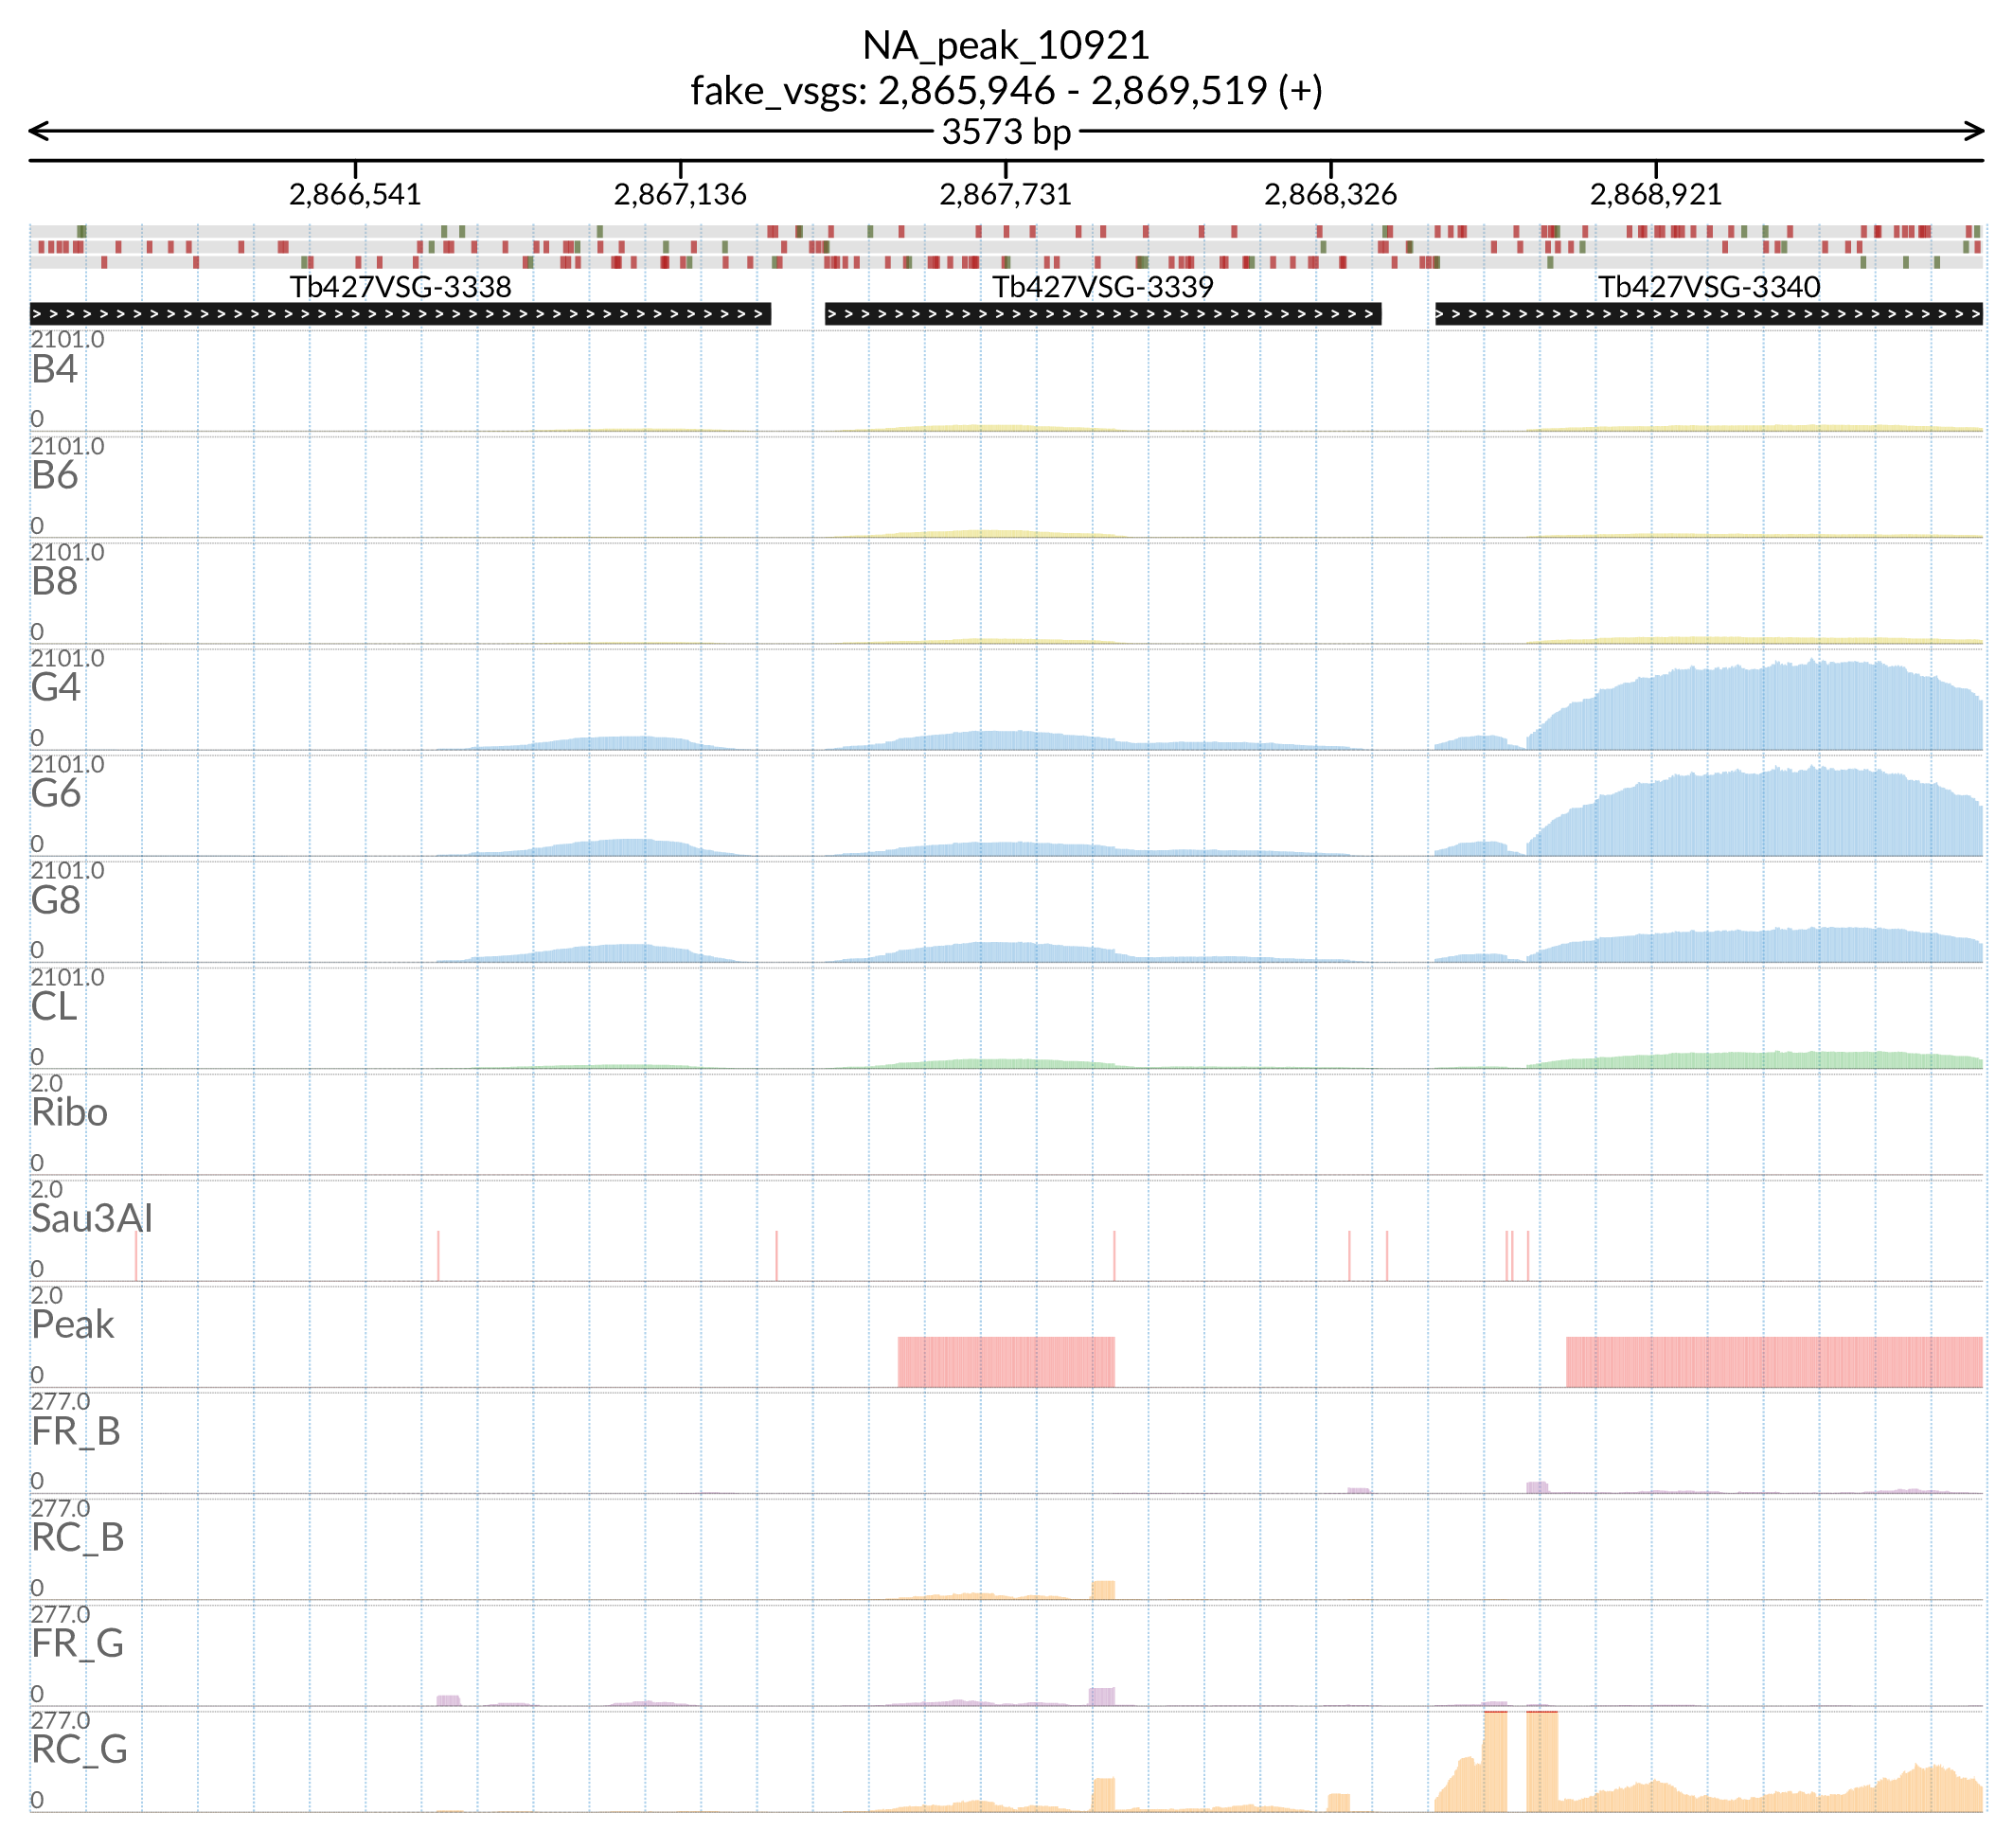 NA_peak_10921
fake_vsgs: 2,865,946 - 2,869,519 (+)
3573 bp
2,866,541 2,867,136 2,867,731 2,868,326 2,868,921
Tb427VSG-3338 Tb427VSG-3339 Tb427VSG-3340
2101.0
B4
0
2101.0
B6
0
2101.0
B8
0
2101.0
G4
0
2101.0
G6
0
2101.0
G8
0
2101.0
CL
0
2.0
Ribo
0
2.0
Sau3AI
0
2.0
Peak
0
277.0
FR_B
0
277.0
RC_B
0
277.0
FR_G
0
277.0
RC_G
0